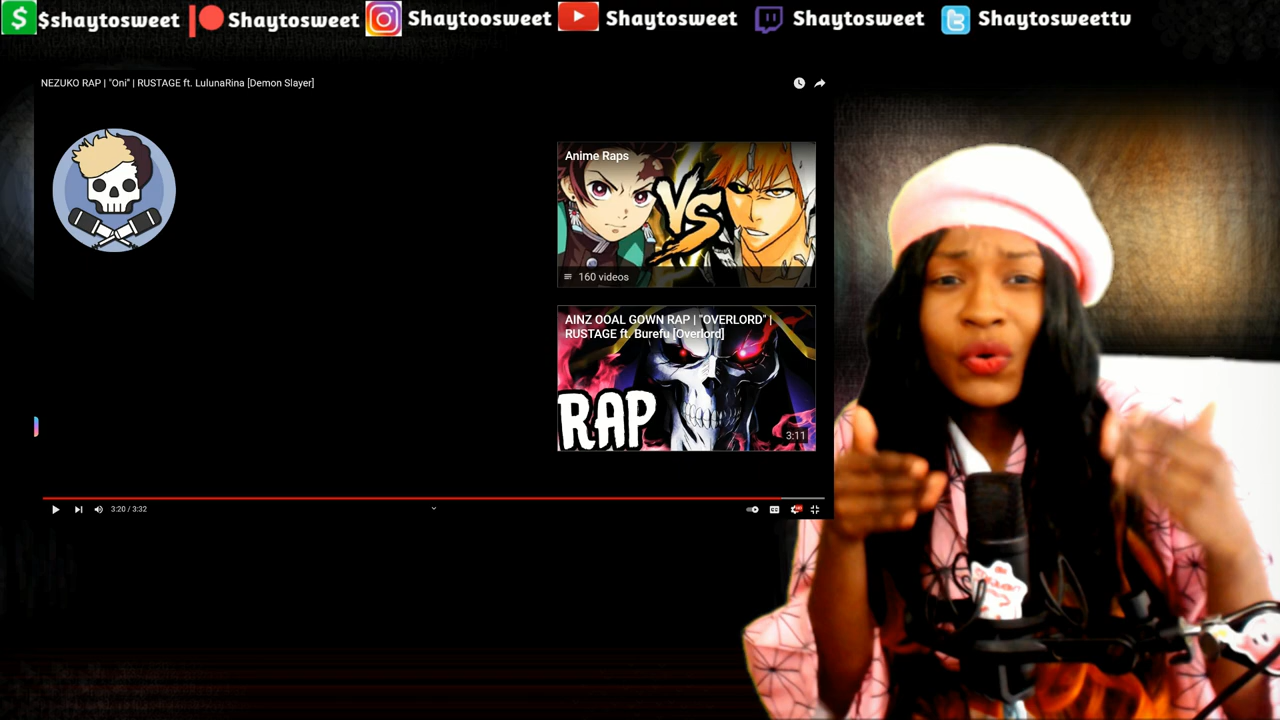 $shaytosweet Shaytosweet Shaytoosweet Shaytosweet Shaytosweet Shaytosweettv
NEZUKO RAP | "Oni" | RUSTAGE ft. LulunaRina [Demon Slayer]
Anime Raps
VS
160 videos
AINZ OOAL GOWN RAP | "OVERLORD" |
RUSTAGE ft. Burefu [Overlord]
RAP
3:11
3:20 / 3:32